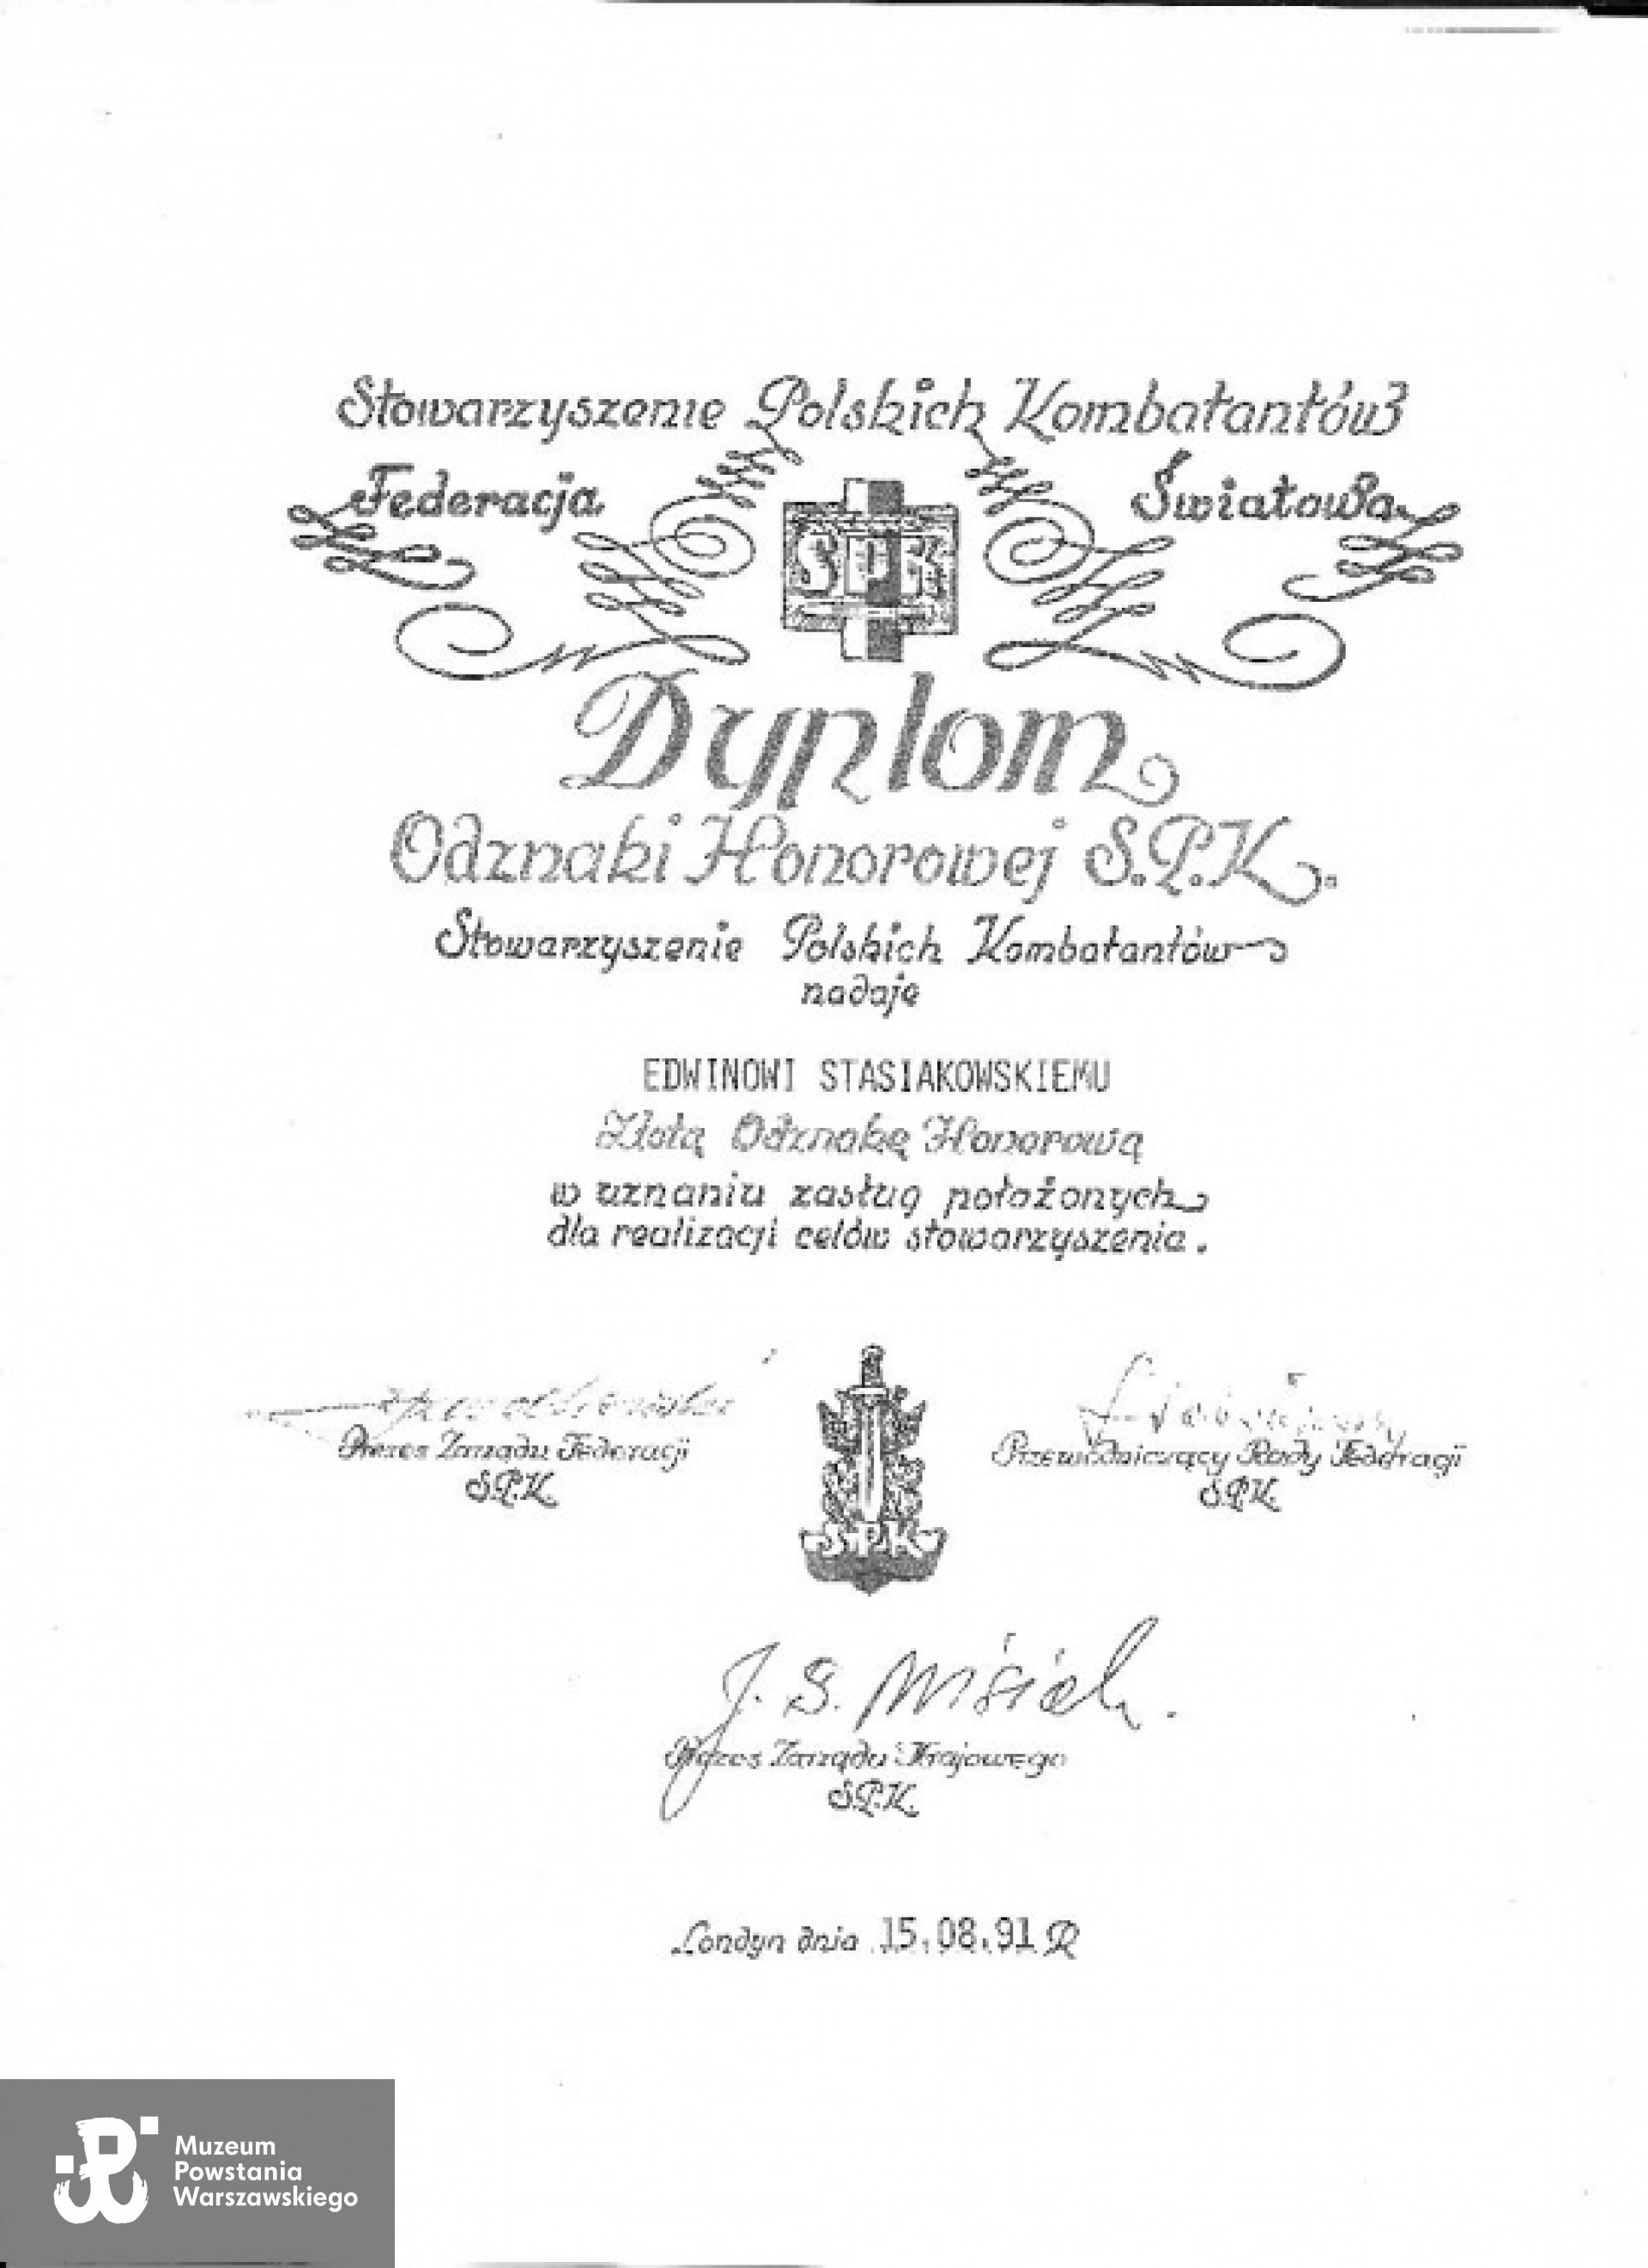 Stowarzyszenie Polskich Kombatantów
Federacja Światowa
SPK
Dyplom
Odznaki Honorowej S.P.K.
Stowarzyszenie Polskich Kombatantów
nadaje
EDWINOWI STASIAKOWSKIEMU
Złotą Odznakę Honorową
w uznaniu zasług położonych
dla realizacji celów stowarzyszenia.
Prezes Zarządu Federacji
S.P.K.
Przewodniczący Rady Federacji
S.P.K.
SPK
J. S. Misiak.
Prezes Zarządu Krajowego
S.P.K.
Londyn dnia 15.08.91 R
Muzeum
Powstania
Warszawskiego